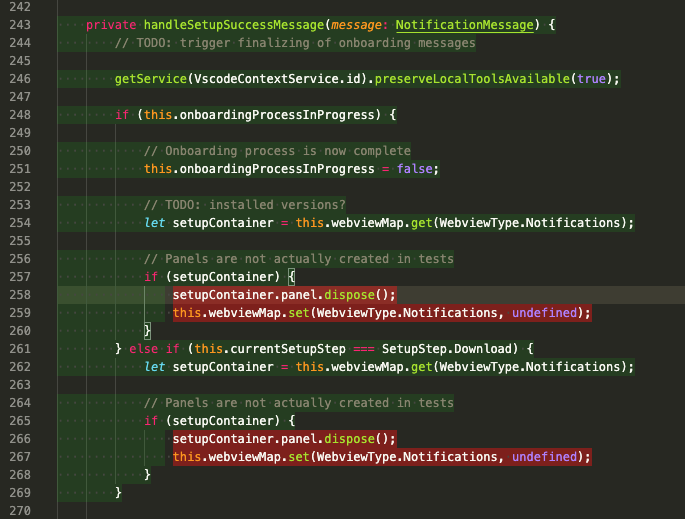 242
243 private handleSetupSuccessMessage(message: NotificationMessage) {
244 // TODO: trigger finalizing of onboarding messages
245
246 getService(VscodeContextService.id).preserveLocalToolsAvailable(true);
247
248 if (this.onboardingProcessInProgress) {
249
250 // Onboarding process is now complete
251 this.onboardingProcessInProgress = false;
252
253 // TODO: installed versions?
254 let setupContainer = this.webviewMap.get(WebviewType.Notifications);
255
256 // Panels are not actually created in tests
257 if (setupContainer) {
258 setupContainer.panel.dispose();
259 this.webviewMap.set(WebviewType.Notifications, undefined);
260 }
261 } else if (this.currentSetupStep === SetupStep.Download) {
262 let setupContainer = this.webviewMap.get(WebviewType.Notifications);
263
264 // Panels are not actually created in tests
265 if (setupContainer) {
266 setupContainer.panel.dispose();
267 this.webviewMap.set(WebviewType.Notifications, undefined);
268 }
269 }
270